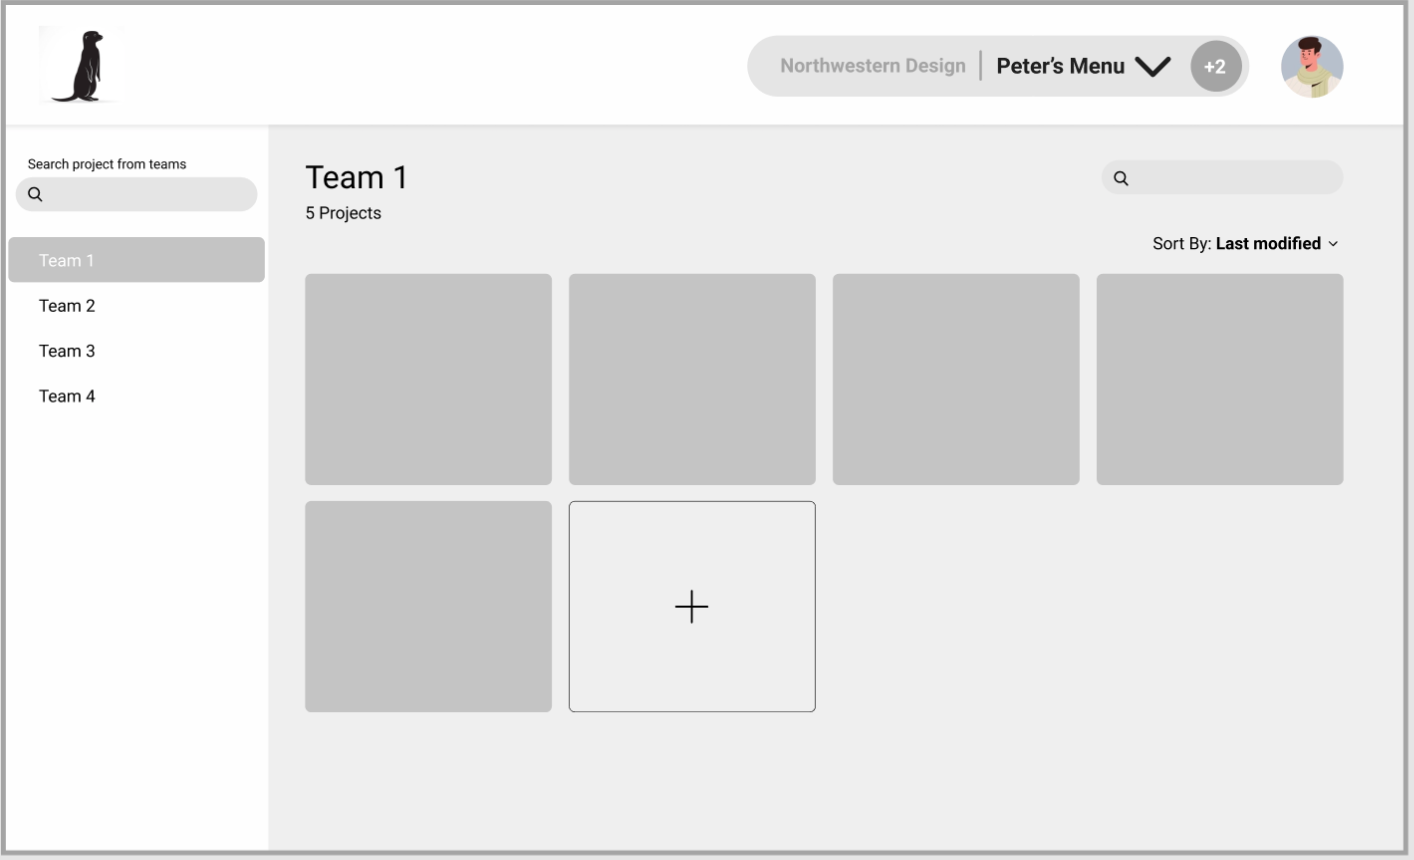 Northwestern Design | Peter’s Menu +2
Search project from teams
Team 1
Team 2
Team 3
Team 4
Team 1
5 Projects
Sort By: Last modified